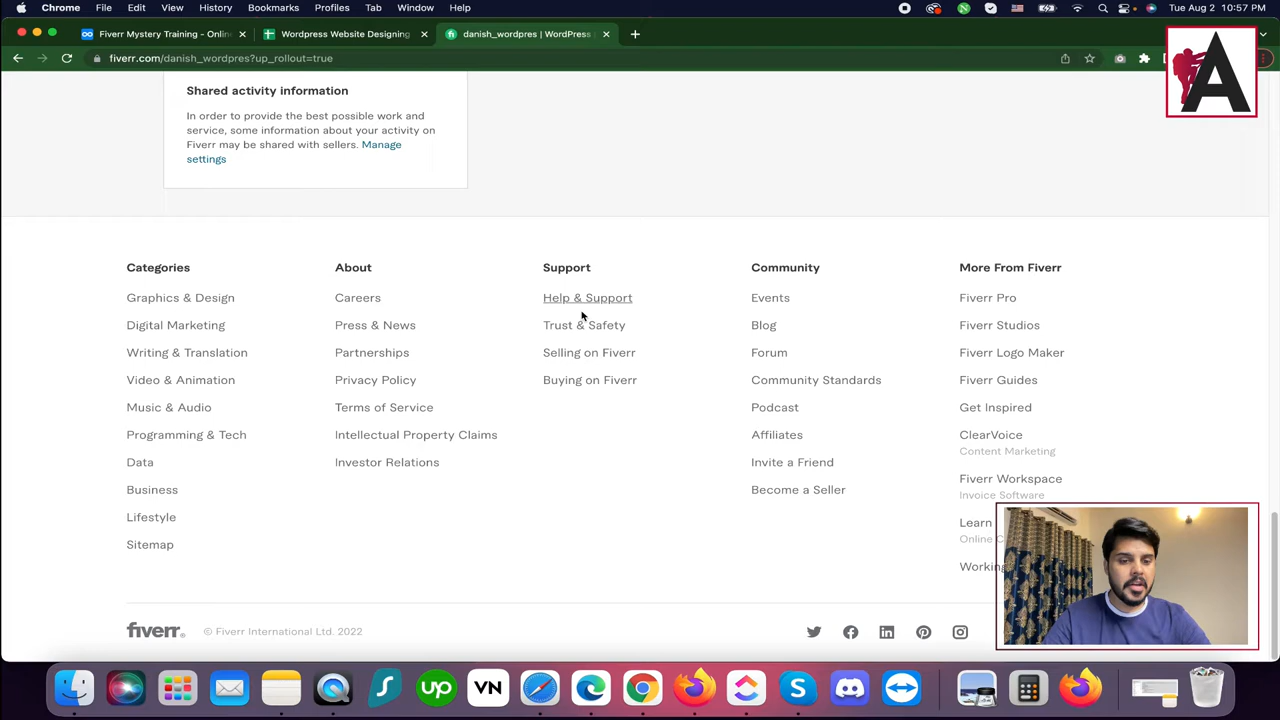 Chrome File Edit View History Bookmarks Profiles Tab Window Help Tue Aug 2 10:57 PM
Fiverr Mystery Training - Online
Wordpress Website Designing
danish_wordpres | WordPress
fiverr.com/danish_wordpres?up_rollout=true
A
Shared activity information
In order to provide the best possible work and
service, some information about your activity on
Fiverr may be shared with sellers. Manage
settings
Categories
Graphics & Design
Digital Marketing
Writing & Translation
Video & Animation
Music & Audio
Programming & Tech
Data
Business
Lifestyle
Sitemap
About
Careers
Press & News
Partnerships
Privacy Policy
Terms of Service
Intellectual Property Claims
Investor Relations
Support
Help & Support
Trust & Safety
Selling on Fiverr
Buying on Fiverr
Community
Events
Blog
Forum
Community Standards
Podcast
Affiliates
Invite a Friend
Become a Seller
More From Fiverr
Fiverr Pro
Fiverr Studios
Fiverr Logo Maker
Fiverr Guides
Get Inspired
ClearVoice
Content Marketing
Fiverr Workspace
Invoice Software
Learn
Online C
Working
fiverr.
© Fiverr International Ltd. 2022
up
VN